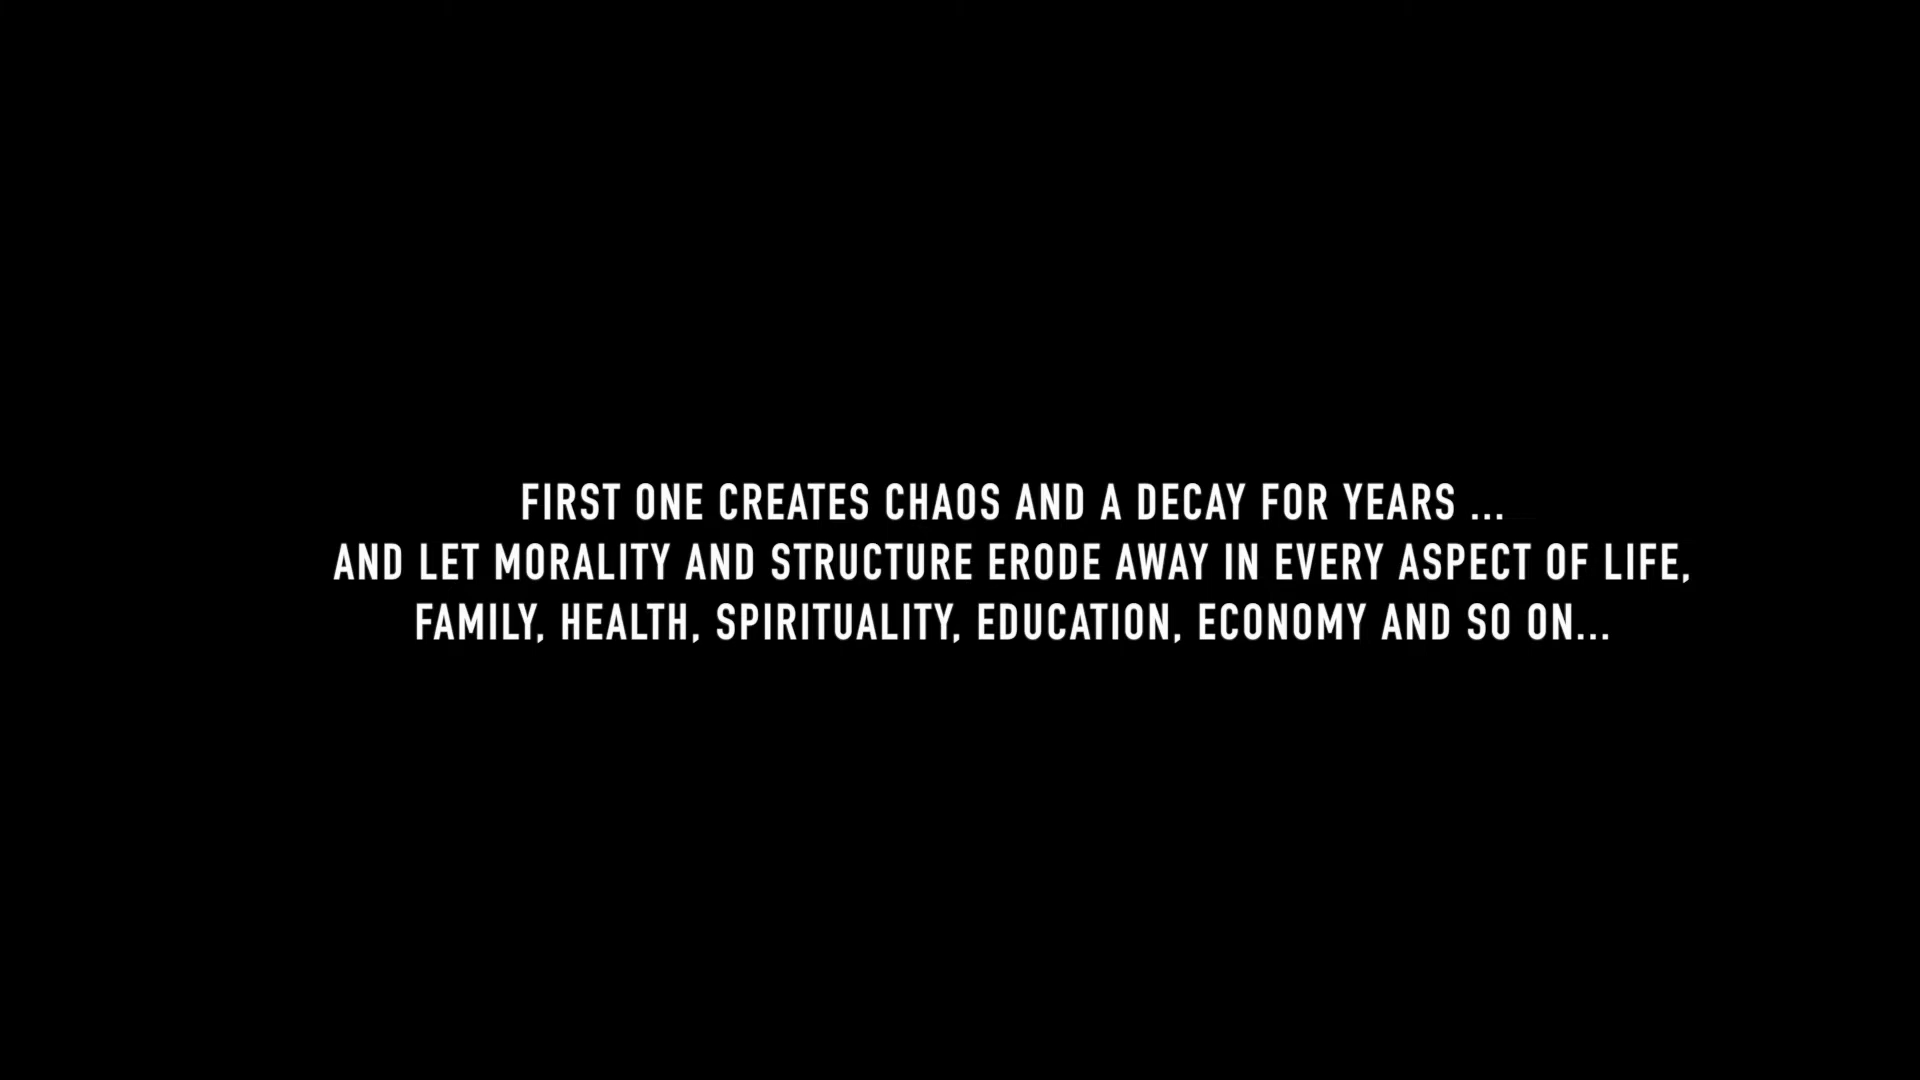 FIRST ONE CREATES CHAOS AND A DECAY FOR YEARS ...
AND LET MORALITY AND STRUCTURE ERODE AWAY IN EVERY ASPECT OF LIFE,
FAMILY, HEALTH, SPIRITUALITY, EDUCATION, ECONOMY AND SO ON...